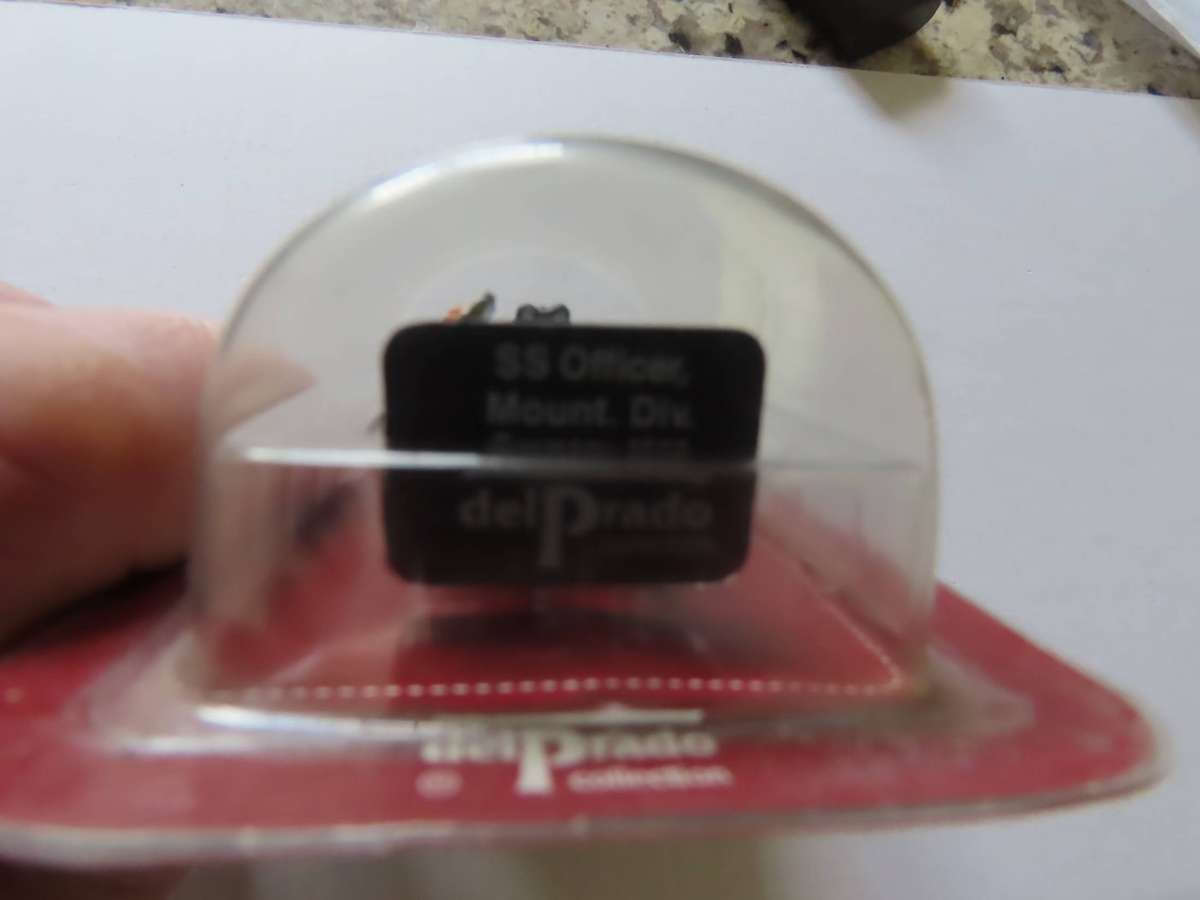 SS Officer,
Mount. Div.
delPrado
delPrado
collection